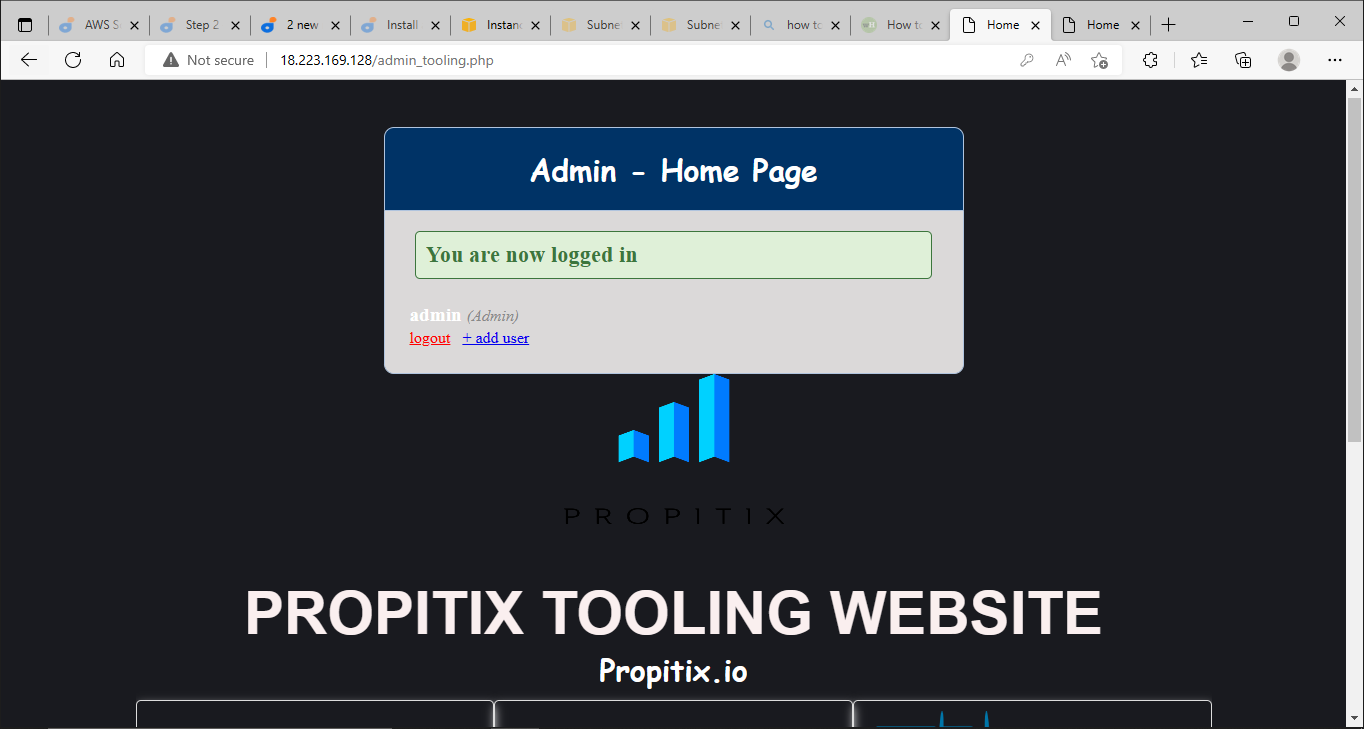 AWS S
Step 2
2 new
Install
Instanc
Subne
Subne
how to
How to
Home
Home
Not secure
18.223.169.128/admin_tooling.php
Admin - Home Page
You are now logged in
admin (Admin)
logout + add user
PROPITIX
PROPITIX TOOLING WEBSITE
Propitix.io